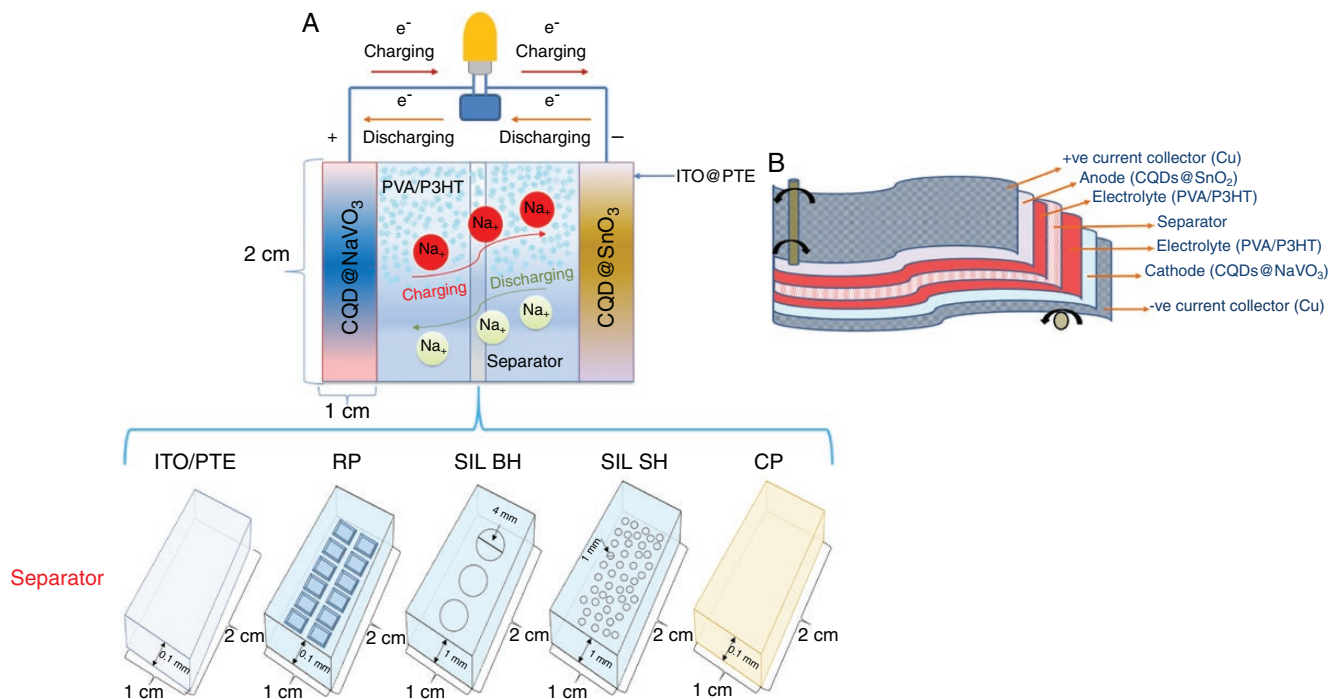 A
e⁻
Charging
e⁻
Charging
e⁻
Discharging
e⁻
Discharging
+
–
ITO@PTE
PVA/P3HT
Na₊
Na₊
Na₊
Charging
Discharging
Na₊
Na₊
Na₊
Separator
CQD@NaVO₃
CQD@SnO₃
2 cm
1 cm
B
+ve current collector (Cu)
Anode (CQDs@SnO₂)
Electrolyte (PVA/P3HT)
Separator
Electrolyte (PVA/P3HT)
Cathode (CQDs@NaVO₃)
-ve current collector (Cu)
ITO/PTE
RP
SIL BH
SIL SH
CP
Separator
0.1 mm
1 cm
2 cm
0.1 mm
1 cm
2 cm
4 mm
1 mm
1 cm
2 cm
1 mm
1 mm
1 cm
2 cm
0.1 mm
1 cm
2 cm